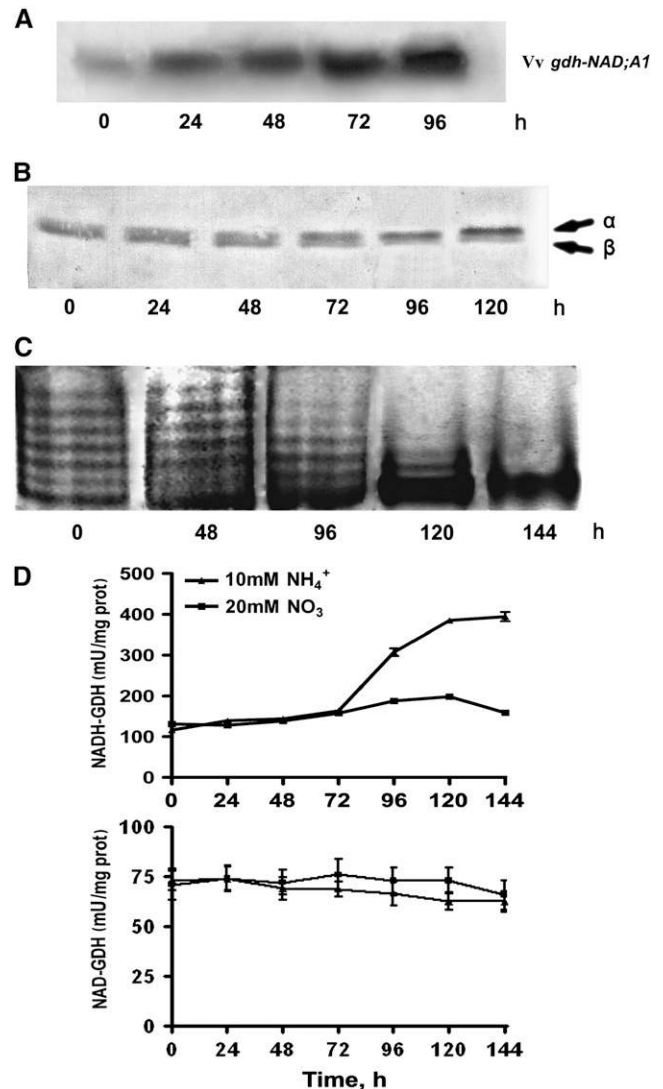 A
Vv gdh-NAD;A1
0 24 48 72 96 h
B
α
β
0 24 48 72 96 120 h
C
0 48 96 120 144 h
D
10mM NH₄⁺
20mM NO₃
NADH-GDH (mU/mg prot)
500
400
300
200
100
0
0 24 48 72 96 120 144
NAD-GDH (mU/mg prot)
100
75
50
25
0
0 24 48 72 96 120 144
Time, h